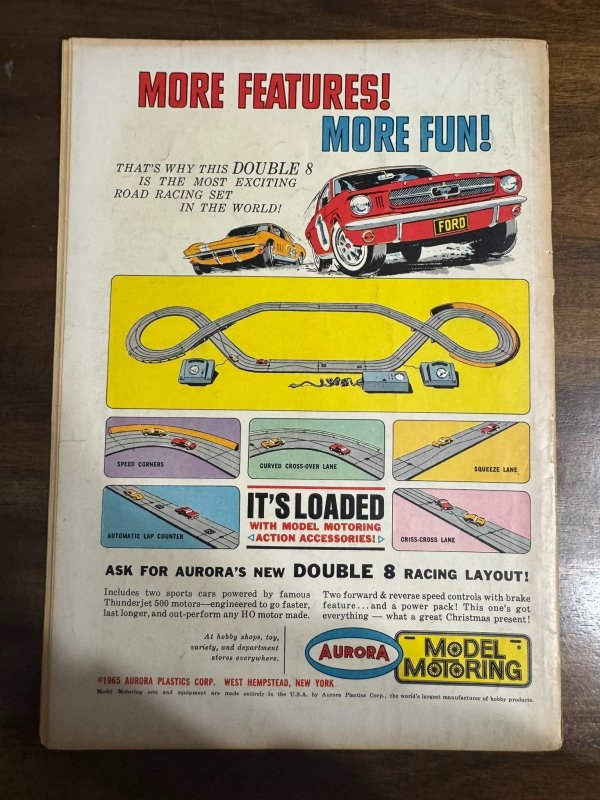 MORE FEATURES!
MORE FUN!
THAT'S WHY THIS DOUBLE 8
IS THE MOST EXCITING
ROAD RACING SET
IN THE WORLD!
1
FORD
SPEED CORNERS
CURVED CROSS-OVER LANE
SQUEEZE LANE
AUTOMATIC LAP COUNTER
IT'S LOADED
WITH MODEL MOTORING
ACTION ACCESSORIES!
CRISS-CROSS LANE
ASK FOR AURORA'S NEW DOUBLE 8 RACING LAYOUT!
Includes two sports cars powered by famous
Thunderjet 500 motors—engineered to go faster,
last longer, and out-perform any HO motor made.
Two forward & reverse speed controls with brake
feature...and a power pack! This one's got
everything — what a great Christmas present!
At hobby shops, toy,
variety, and department
stores everywhere.
AURORA
MODEL
MOTORING
©1965 AURORA PLASTICS CORP. WEST HEMPSTEAD, NEW YORK
Model Motoring sets and equipment are made entirely in the U.S.A. by Aurora Plastics Corp., the world's largest manufacturer of hobby products.